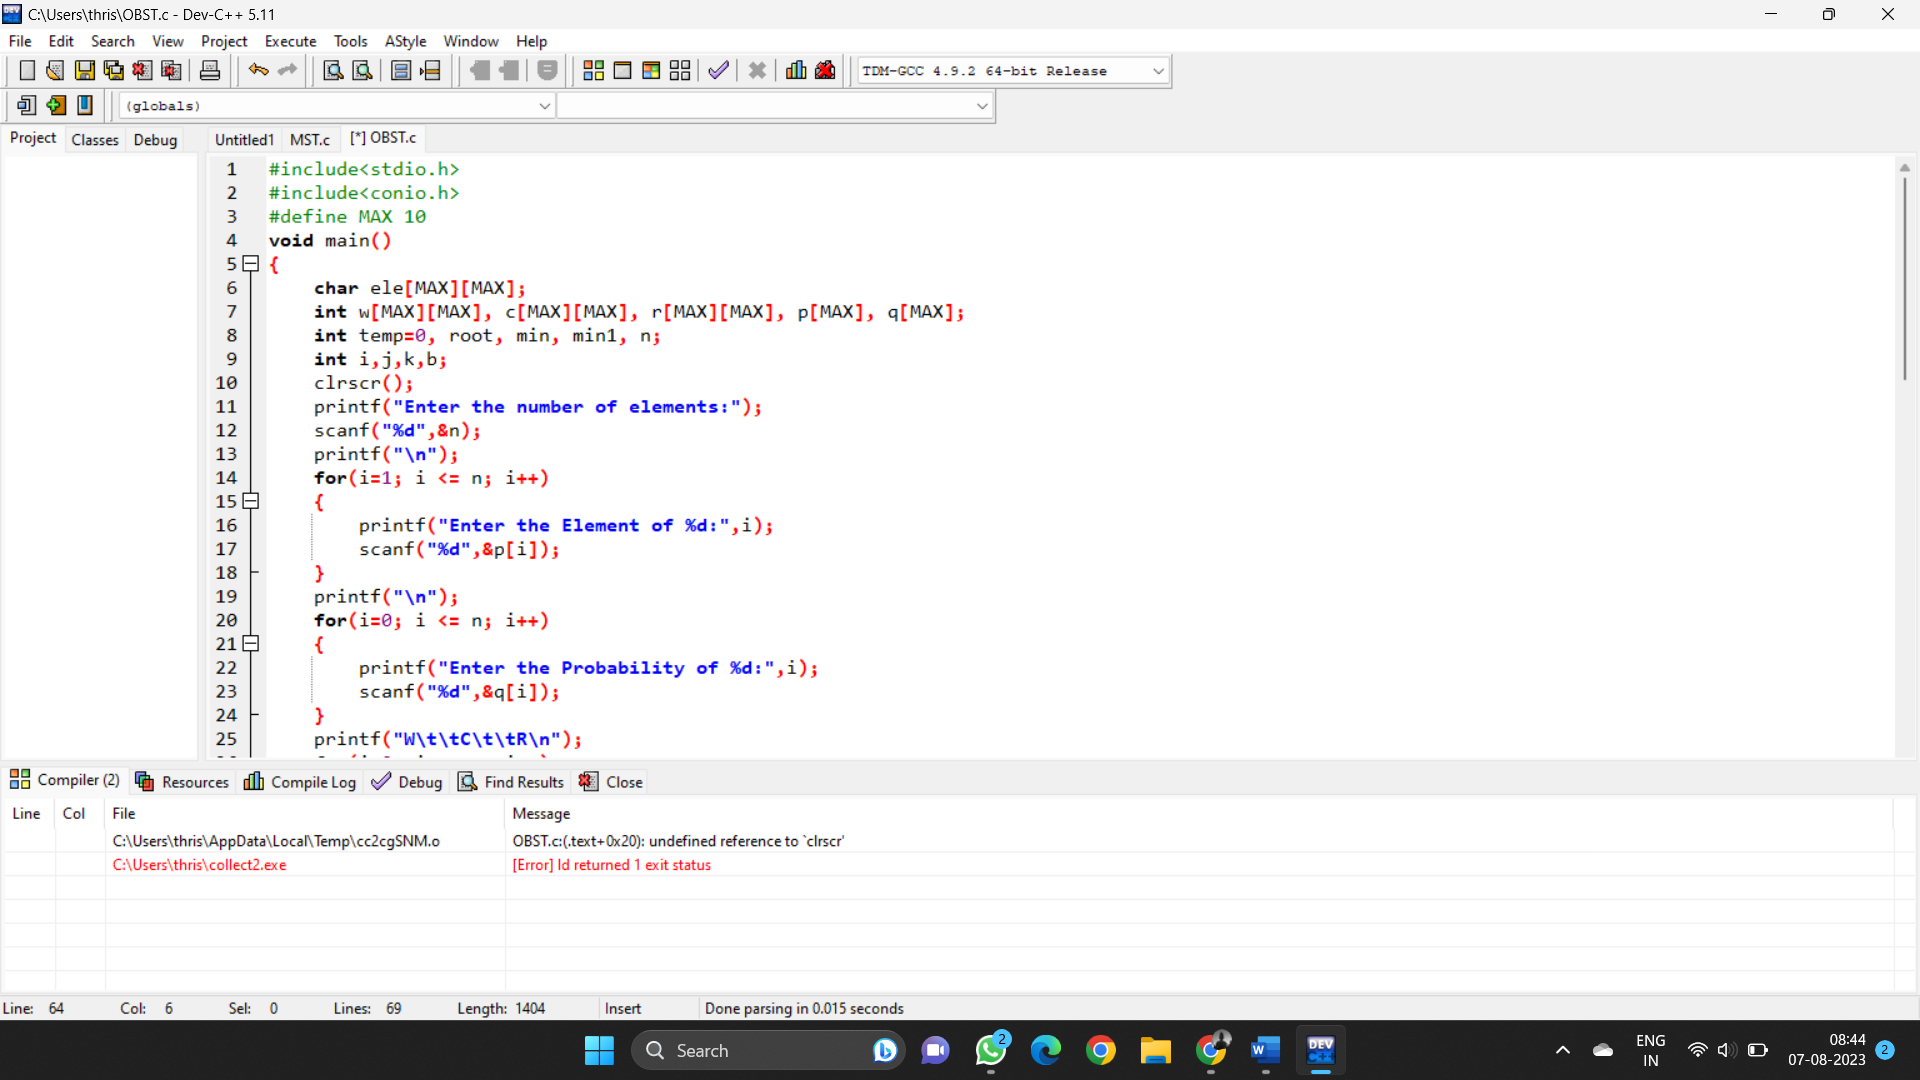 C:\Users\thris\OBST.c - Dev-C++ 5.11
File Edit Search View Project Execute Tools AStyle Window Help
TDM-GCC 4.9.2 64-bit Release
(globals)
Project Classes Debug Untitled1 MST.c [*] OBST.c
1 #include<stdio.h>
2 #include<conio.h>
3 #define MAX 10
4 void main()
5 {
6 char ele[MAX][MAX];
7 int w[MAX][MAX], c[MAX][MAX], r[MAX][MAX], p[MAX], q[MAX];
8 int temp=0, root, min, min1, n;
9 int i,j,k,b;
10 clrscr();
11 printf("Enter the number of elements:");
12 scanf("%d",&n);
13 printf("\n");
14 for(i=1; i <= n; i++)
15 {
16 printf("Enter the Element of %d:",i);
17 scanf("%d",&p[i]);
18 }
19 printf("\n");
20 for(i=0; i <= n; i++)
21 {
22 printf("Enter the Probability of %d:",i);
23 scanf("%d",&q[i]);
24 }
25 printf("W\t\tC\t\tR\n");
Compiler (2) Resources Compile Log Debug Find Results Close
Line Col File Message
C:\Users\thris\AppData\Local\Temp\cc2cgSNM.o OBST.c:(.text+0x20): undefined reference to `clrscr'
C:\Users\thris\collect2.exe [Error] ld returned 1 exit status
Line: 64 Col: 6 Sel: 0 Lines: 69 Length: 1404 Insert Done parsing in 0.015 seconds
Search
2
W
DEV C++
ENG
IN
08:44
07-08-2023
2